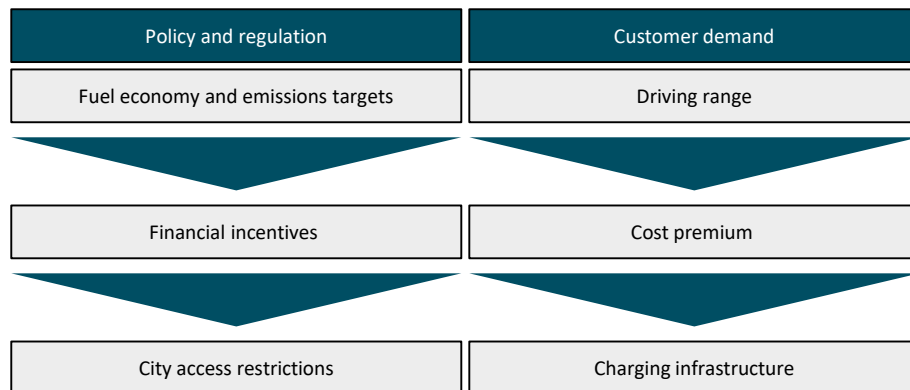 Policy and regulation
Customer demand
Fuel economy and emissions targets
Driving range
Financial incentives
Cost premium
City access restrictions
Charging infrastructure